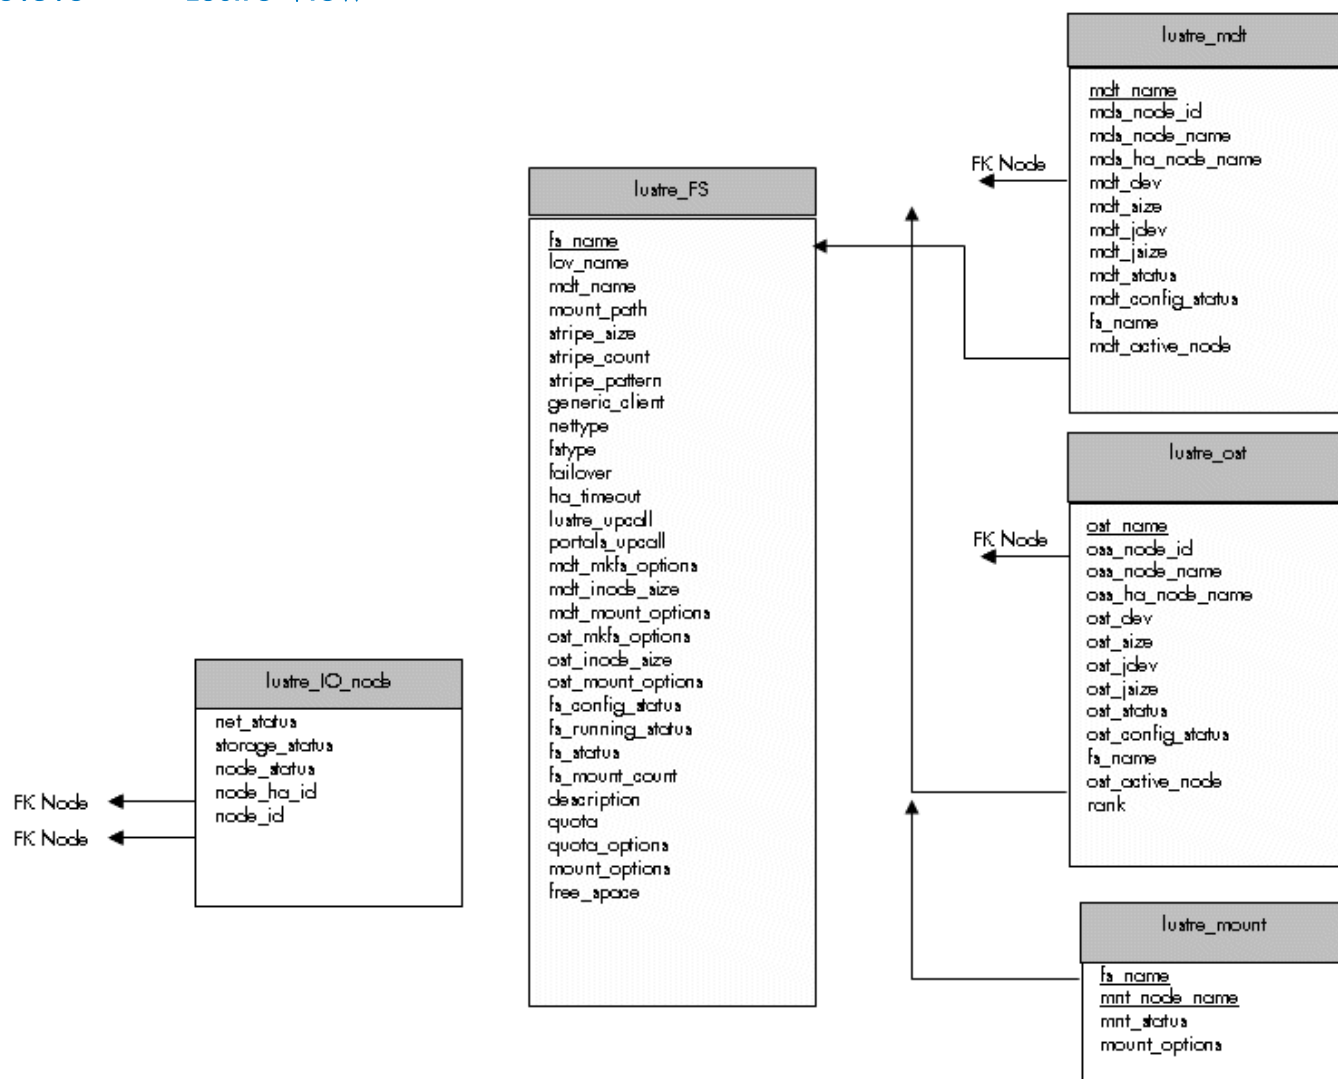 lustre_mdt
mdt_name
mds_node_id
mds_node_name
mds_ha_node_name
mdt_dev
mdt_size
mdt_jdev
mdt_jsize
mdt_status
mdt_config_status
fs_name
mdt_active_node
FK Node
lustre_FS
fs_name
lov_name
mdt_name
mount_path
stripe_size
stripe_count
stripe_pattern
generic_client
nettype
fstype
failover
ha_timeout
lustre_upcall
portals_upcall
mdt_mkfs_options
mdt_inode_size
mdt_mount_options
ost_mkfs_options
ost_inode_size
ost_mount_options
fs_config_status
fs_running_status
fs_status
fs_mount_count
description
quota
quota_options
mount_options
free_space
lustre_ost
ost_name
oss_node_id
oss_node_name
oss_ha_node_name
ost_dev
ost_size
ost_jdev
ost_jsize
ost_status
ost_config_status
fs_name
ost_active_node
rank
FK Node
lustre_IO_node
net_status
storage_status
node_status
node_ha_id
node_id
FK Node
FK Node
lustre_mount
fs_name
mnt_node_name
mnt_status
mount_options